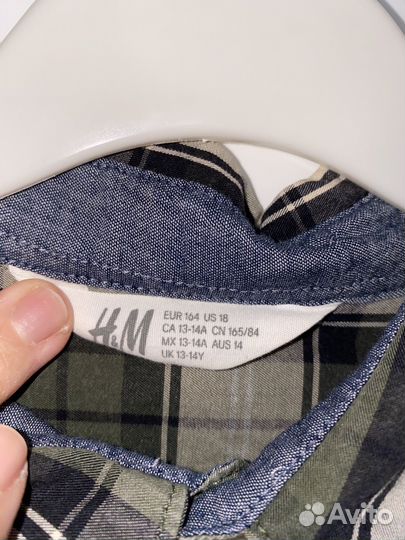 H&M
EUR 164 US 18
CA 13-14A CN 165/84
MX 13-14A AUS 14
UK 13-14Y
Avito